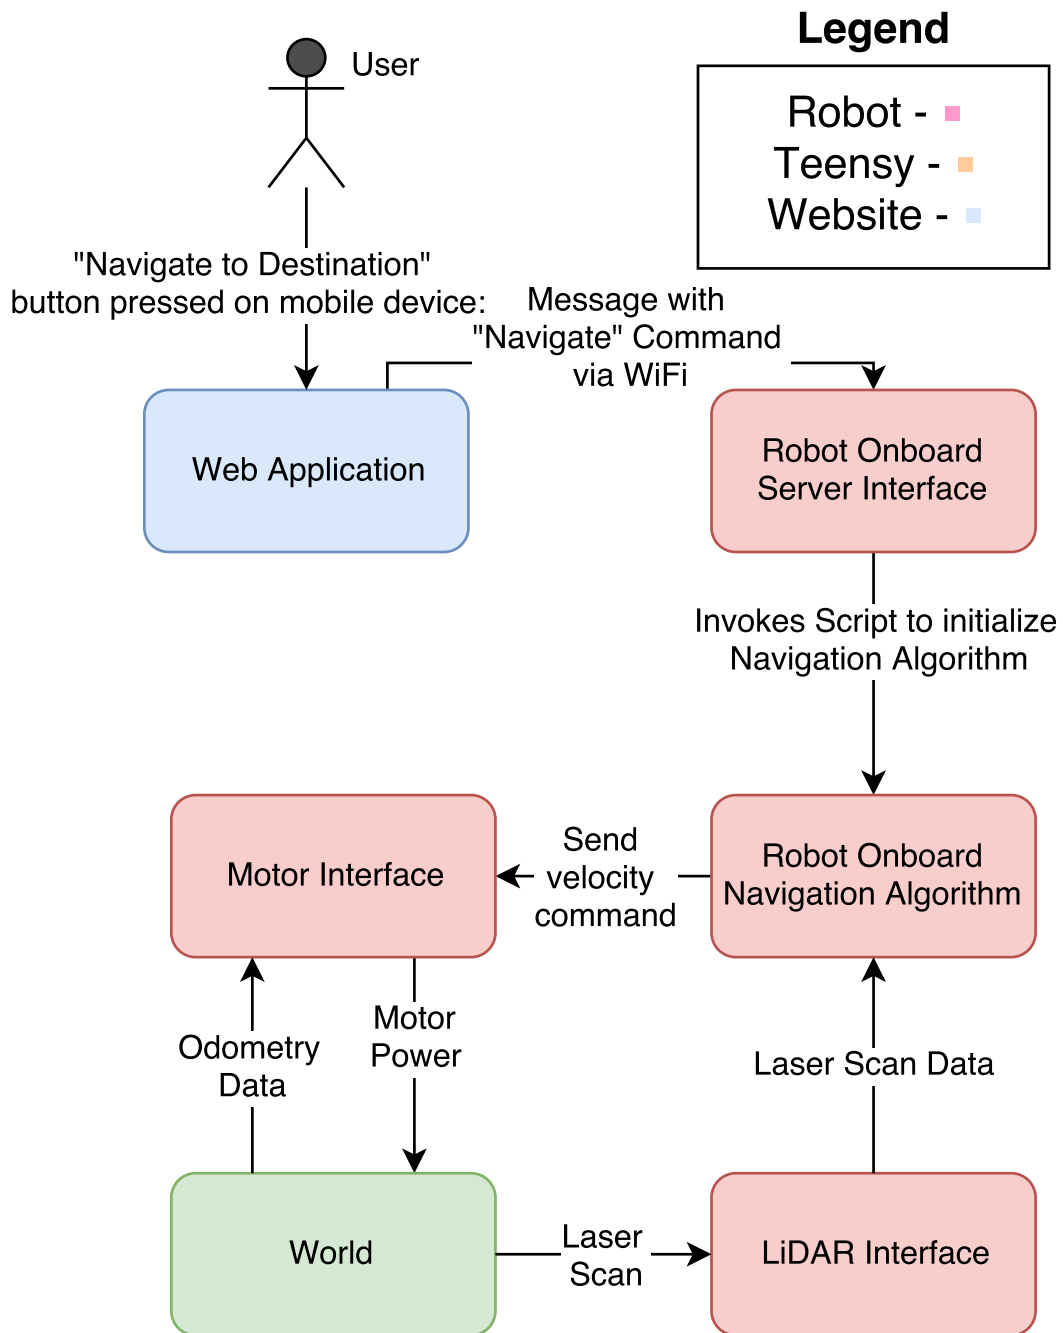 Legend
User
Robot -
Teensy -
Website -
"Navigate to Destination"
button pressed on mobile device:
Message with
"Navigate" Command
via WiFi
Web Application
Robot Onboard
Server Interface
Invokes Script to initialize
Navigation Algorithm
Motor Interface
Send
velocity
command
Robot Onboard
Navigation Algorithm
Odometry
Data
Motor
Power
Laser Scan Data
World
Laser
Scan
LiDAR Interface